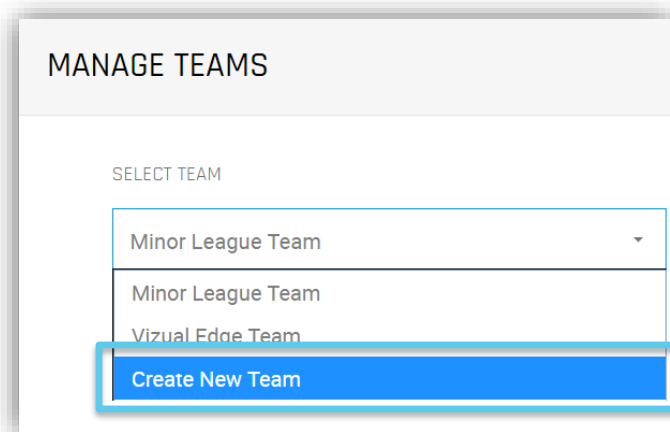 MANAGE TEAMS
SELECT TEAM
Minor League Team
Minor League Team
Vizual Edge Team
Create New Team